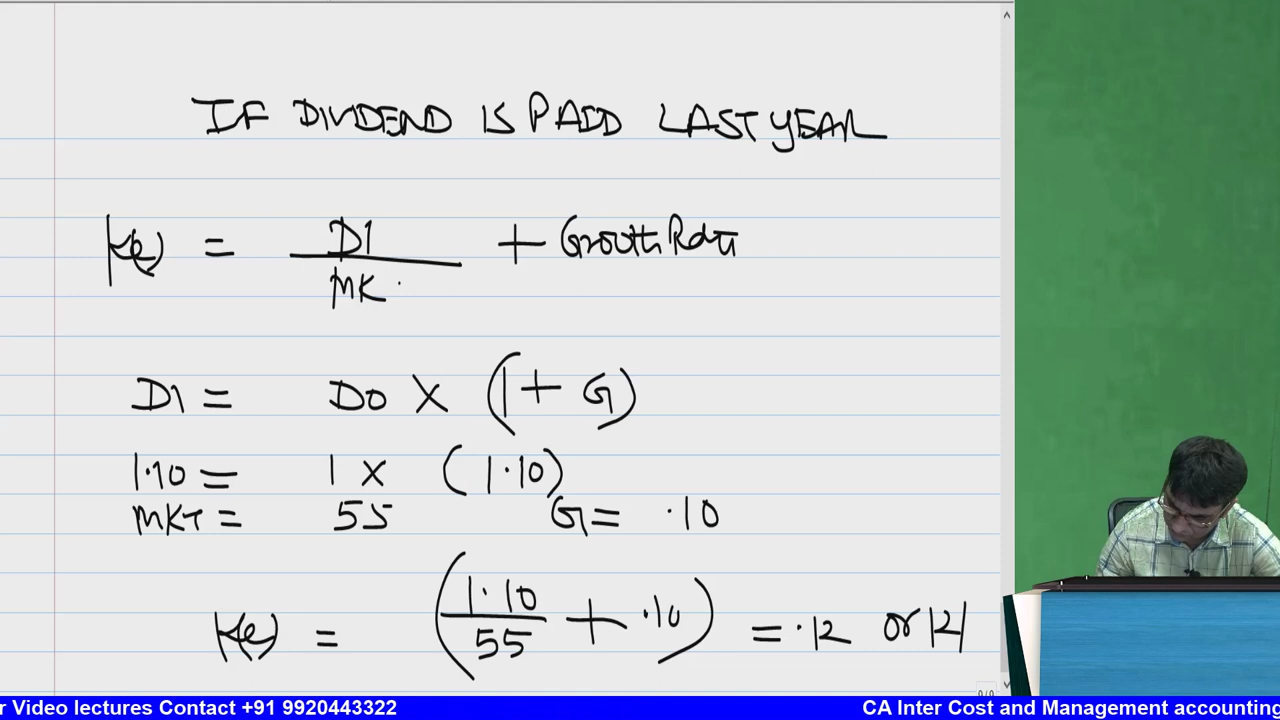 IF DIVIDEND IS PAID LAST YEAR
K(e) = D1 / MK + Growth Rate
D1 = D0 X (1 + G)
1.10 = 1 X (1.10)
MKT = 55 G = .10
K(e) = (1.10 / 55 + .10) = .12 or 12
r Video lectures Contact +91 9920443322 CA Inter Cost and Management accounting